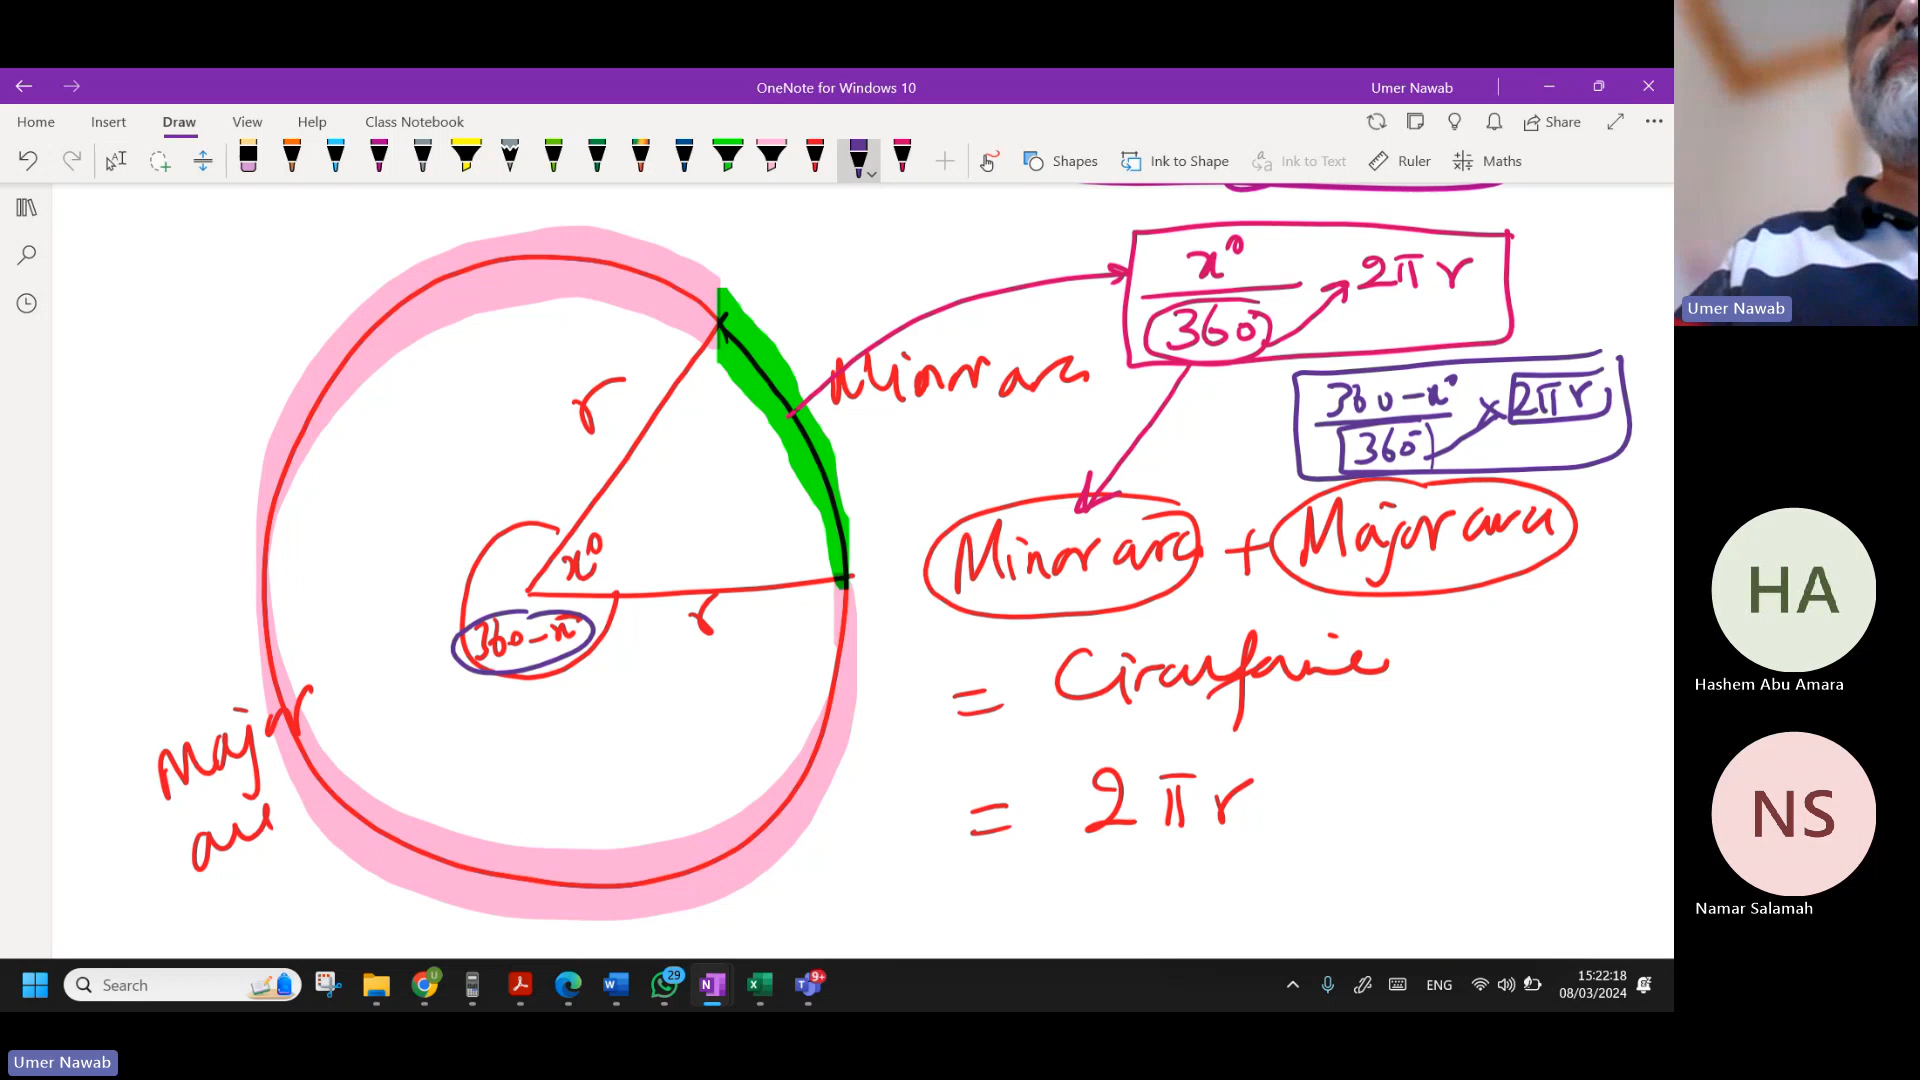 OneNote for Windows 10
Umer Nawab
Home Insert Draw View Help Class Notebook
Share
Shapes Ink to Shape Ink to Text Ruler Maths
x°
360°
2πr
Minor arc
360-x°
360°
× 2πr
r
x°
r
360-x
Minor arc + Major arc
=
= 2πr
Major
arc
Umer Nawab
HA
Hashem Abu Amara
NS
Namar Salamah
Search
29
9+
ENG
15:22:18
08/03/2024
Umer Nawab